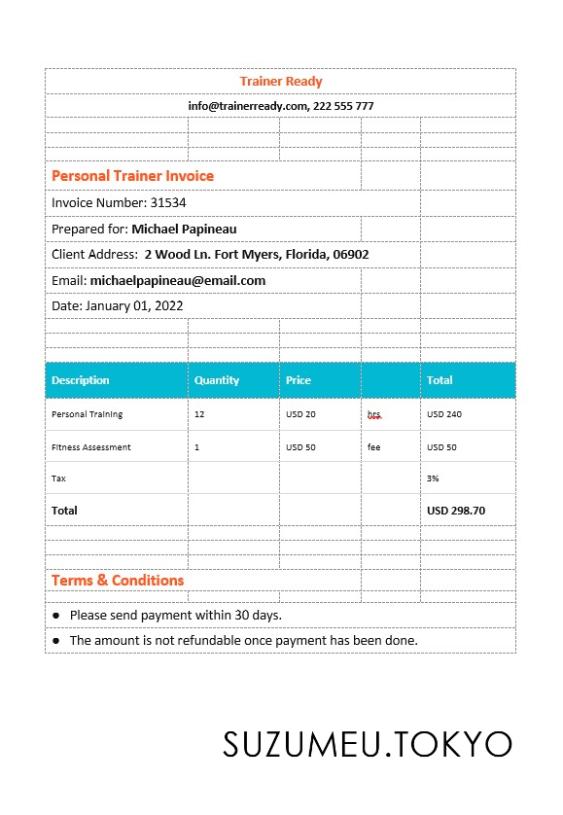 Trainer Ready
info@trainerready.com, 222 555 777
Personal Trainer Invoice
Invoice Number: 31534
Prepared for: Michael Papineau
Client Address: 2 Wood Ln. Fort Myers, Florida, 06902
Email: michaelpapineau@email.com
Date: January 01, 2022
Description Quantity Price Total
Personal Training 12 USD 20 hrs. USD 240
Fitness Assessment 1 USD 50 fee USD 50
Tax 3%
Total USD 298.70
Terms & Conditions
● Please send payment within 30 days.
● The amount is not refundable once payment has been done.
SUZUMEU.TOKYO